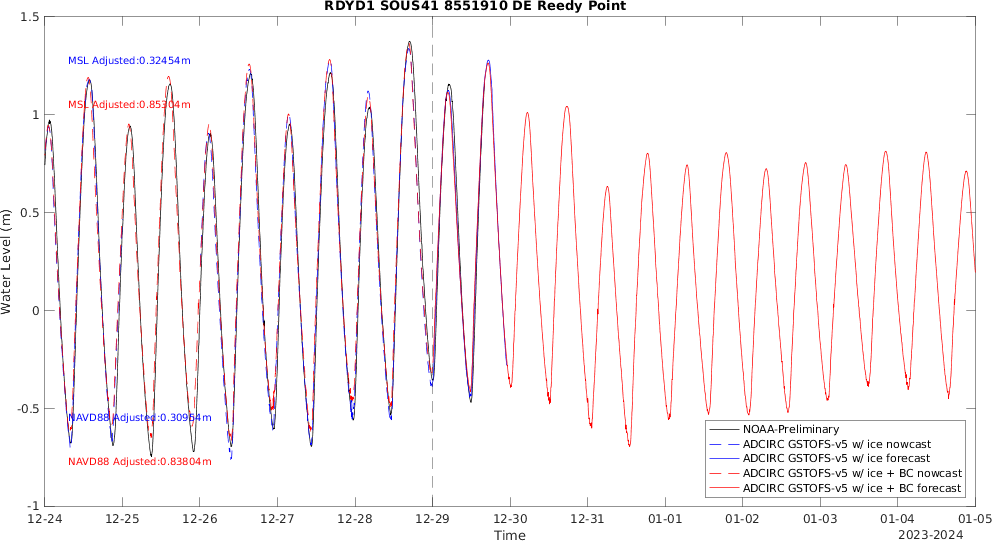 RDYD1 SOUS41 8551910 DE Reedy Point
1.5
1
0.5
0
-0.5
-1
Water Level (m)
MSL Adjusted:0.32454m
MSL Adjusted:0.85304m
NAVD88 Adjusted:0.30954m
NAVD88 Adjusted:0.83804m
NOAA-Preliminary
ADCIRC GSTOFS-v5 w/ ice nowcast
ADCIRC GSTOFS-v5 w/ ice forecast
ADCIRC GSTOFS-v5 w/ ice + BC nowcast
ADCIRC GSTOFS-v5 w/ ice + BC forecast
12-24 12-25 12-26 12-27 12-28 12-29 12-30 12-31 01-01 01-02 01-03 01-04 01-05
Time
2023-2024